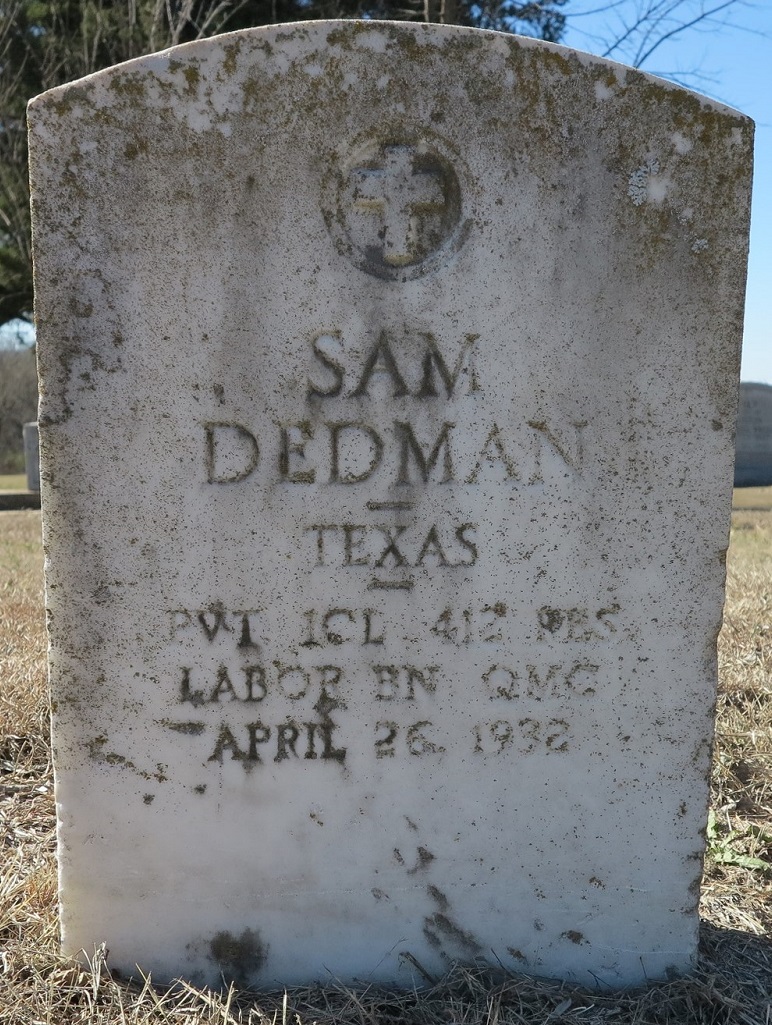 SAM
DEDMAN
TEXAS
PVT. 1CL. 412 RES.
LABOR BN. QMC
APRIL 26, 1932